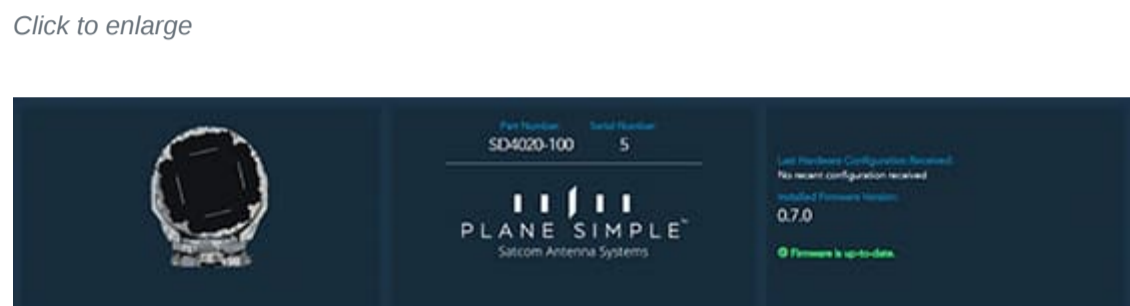 Click to enlarge
Part Number: Serial Number:
SD4020-100 5
PLANE SIMPLE™
Satcom Antenna Systems
Last Hardware Configuration Received:
No recent configuration received
Installed Firmware Version:
0.7.0
Firmware is up-to-date.